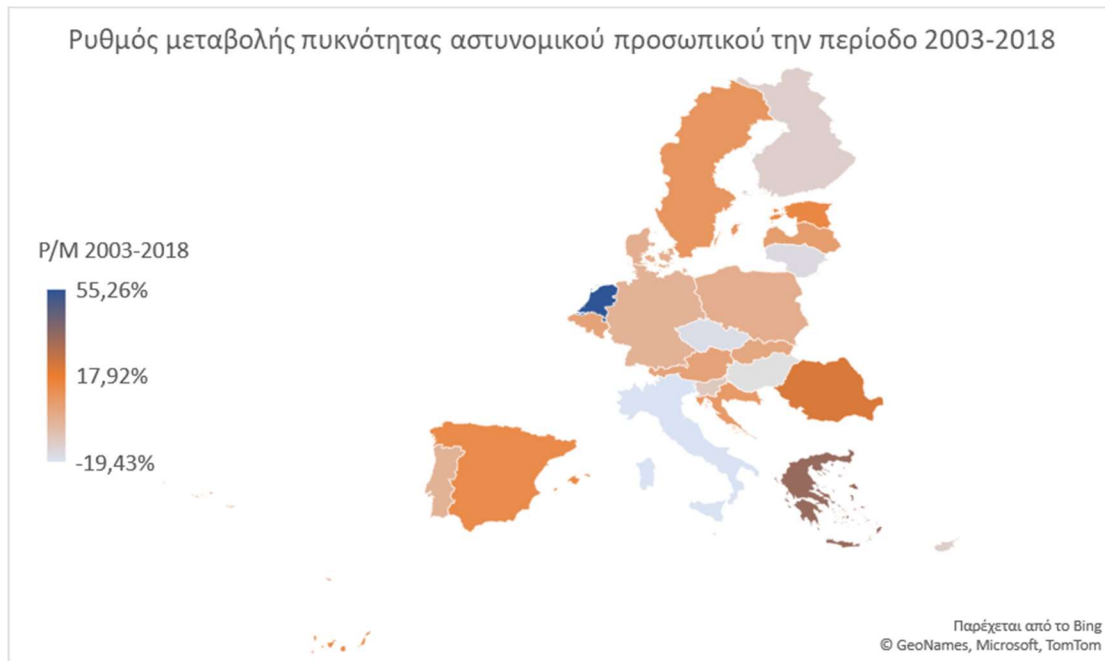 Ρυθμός μεταβολής πυκνότητας αστυνομικού προσωπικού την περίοδο 2003-2018
Ρ/Μ 2003-2018
55,26%
17,92%
-19,43%
Παρέχεται από το Bing
© GeoNames, Microsoft, TomTom